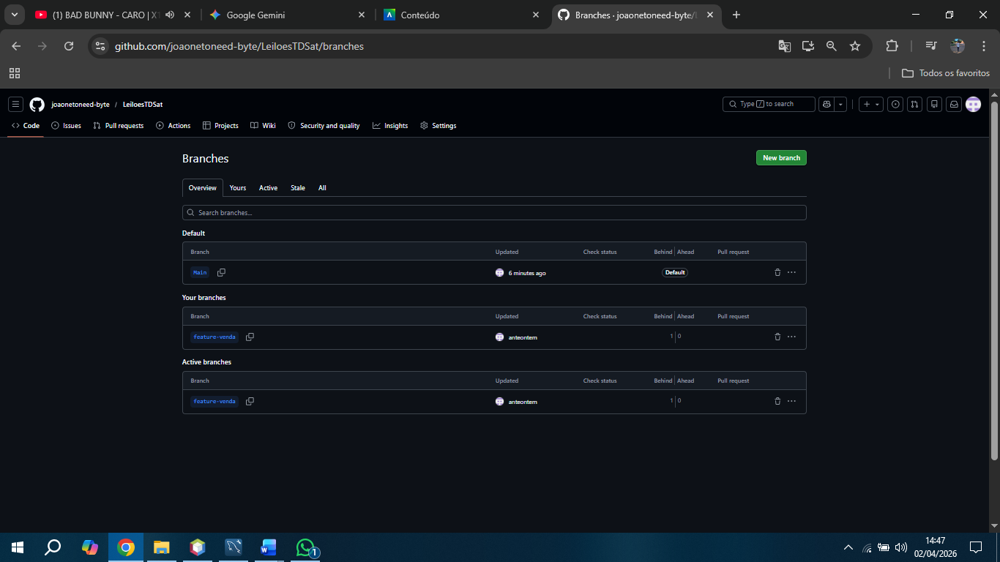 (1) BAD BUNNY - CARO | X1
Google Gemini
Conteúdo
Branches · joaonetoneed-byte/L
github.com/joaonetoneed-byte/LeiloesTDSat/branches
Todos os favoritos
joaonetoneed-byte / LeiloesTDSat
Type / to search
Code Issues Pull requests Actions Projects Wiki Security and quality Insights Settings
Branches
New branch
Overview Yours Active Stale All
Search branches...
Default
Branch Updated Check status Behind Ahead Pull request
Main 6 minutes ago Default
Your branches
Branch Updated Check status Behind Ahead Pull request
feature-venda anteontem 1 0
Active branches
Branch Updated Check status Behind Ahead Pull request
feature-venda anteontem 1 0
W
1
14:47
02/04/2026